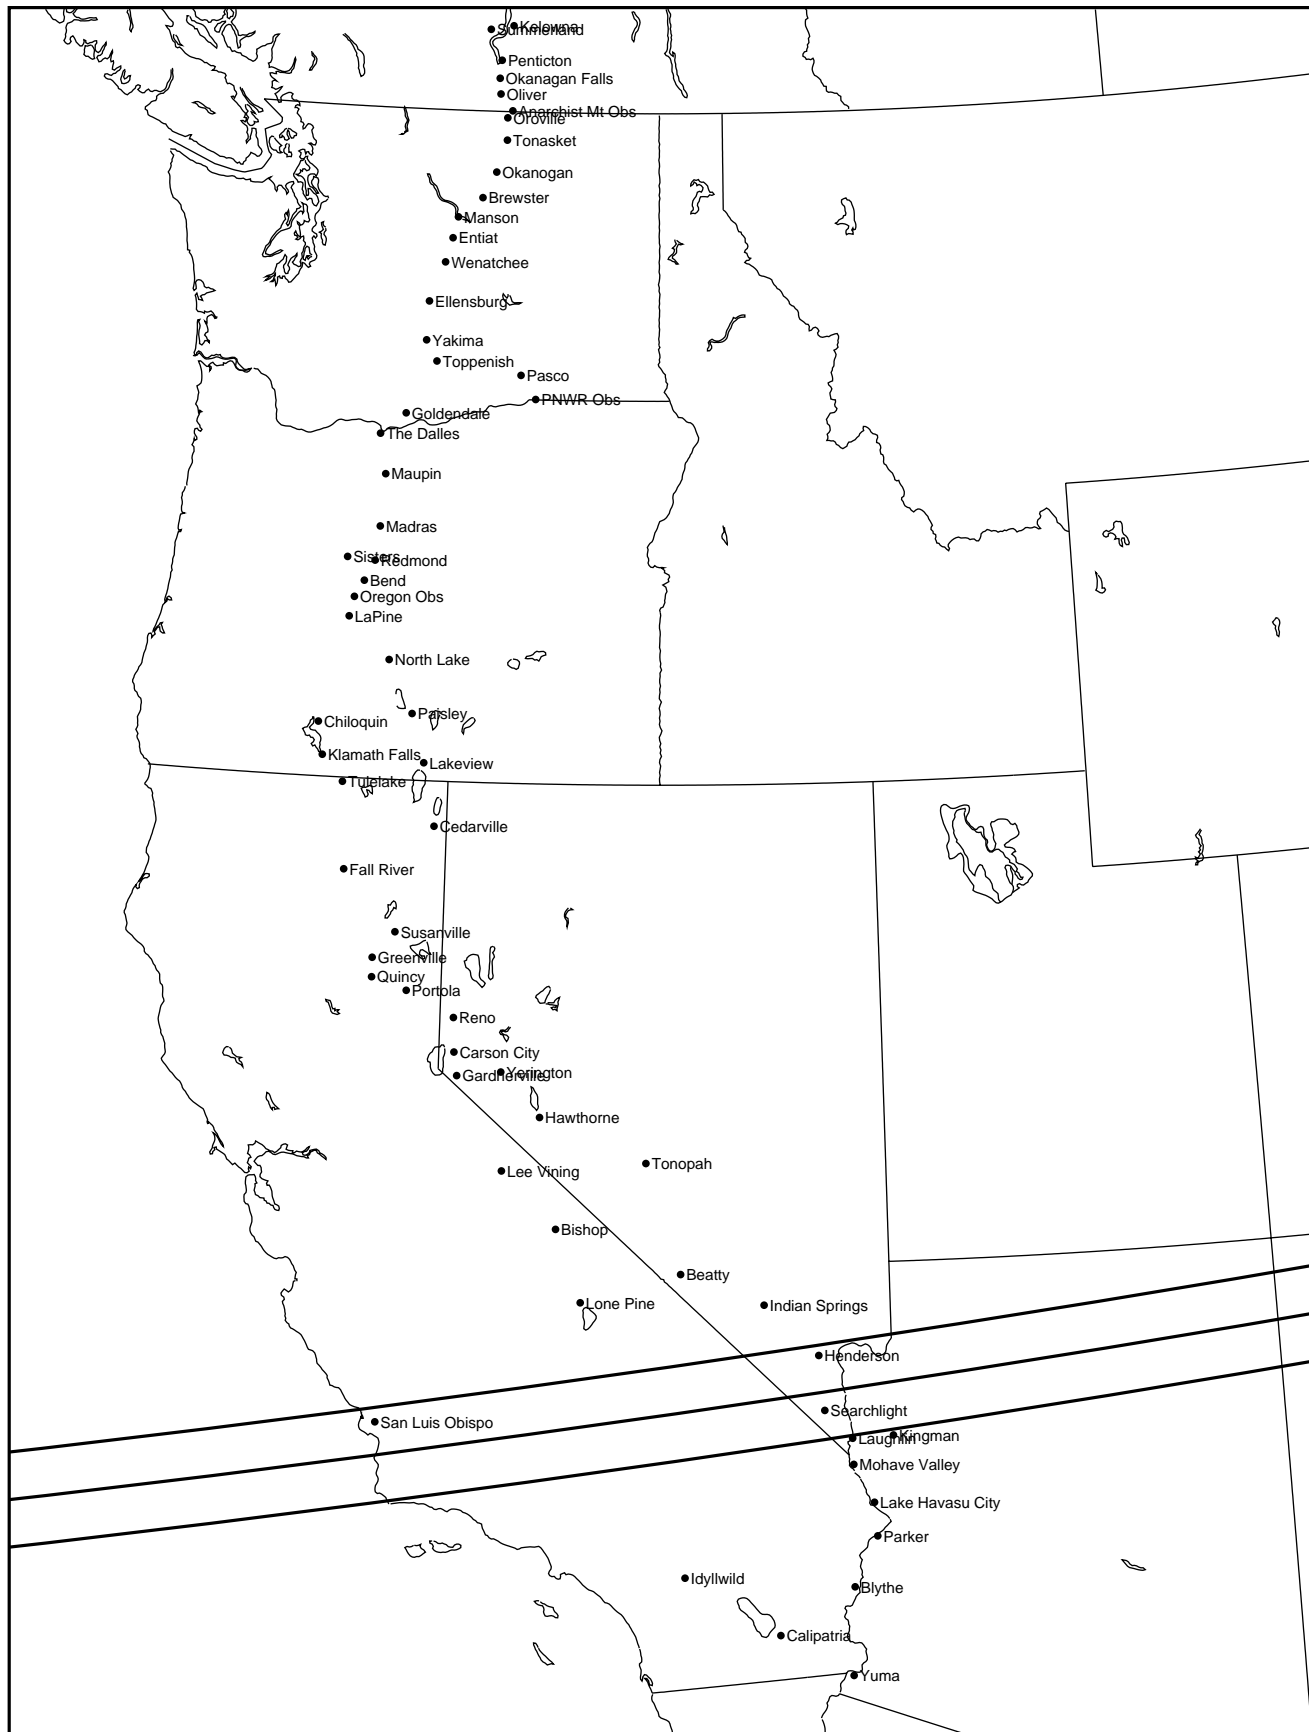 Kelowna
Summerland
Penticton
Okanagan Falls
Oliver
Anarchist Mt Obs
Oroville
Tonasket
Okanogan
Brewster
Manson
Entiat
Wenatchee
Ellensburg
Yakima
Toppenish
Pasco
PNWR Obs
Goldendale
The Dalles
Maupin
Madras
Sisters
Redmond
Bend
Oregon Obs
LaPine
North Lake
Paisley
Chiloquin
Klamath Falls
Lakeview
Tulelake
Cedarville
Fall River
Susanville
Greenville
Quincy
Portola
Reno
Carson City
Yerington
Gardnerville
Hawthorne
Tonopah
Lee Vining
Bishop
Beatty
Lone Pine
Indian Springs
Henderson
Searchlight
San Luis Obispo
Kingman
Laughlin
Mohave Valley
Lake Havasu City
Parker
Idyllwild
Blythe
Calipatria
Yuma